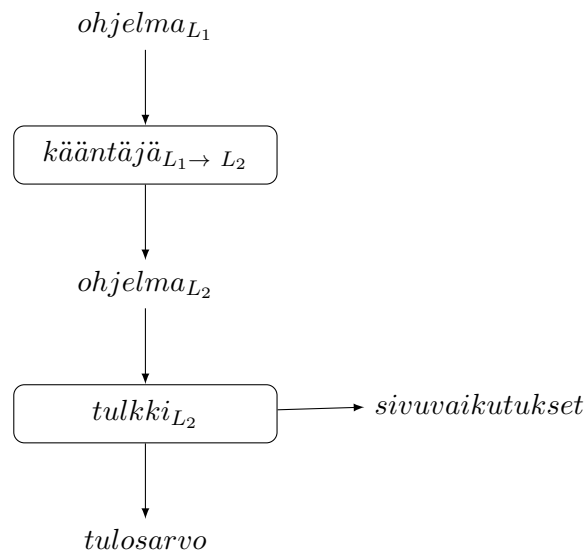 ohjelma_{L_1}
kääntäjä_{L_1→ L_2}
ohjelma_{L_2}
tulkki_{L_2}
sivuvaikutukset
tulosarvo